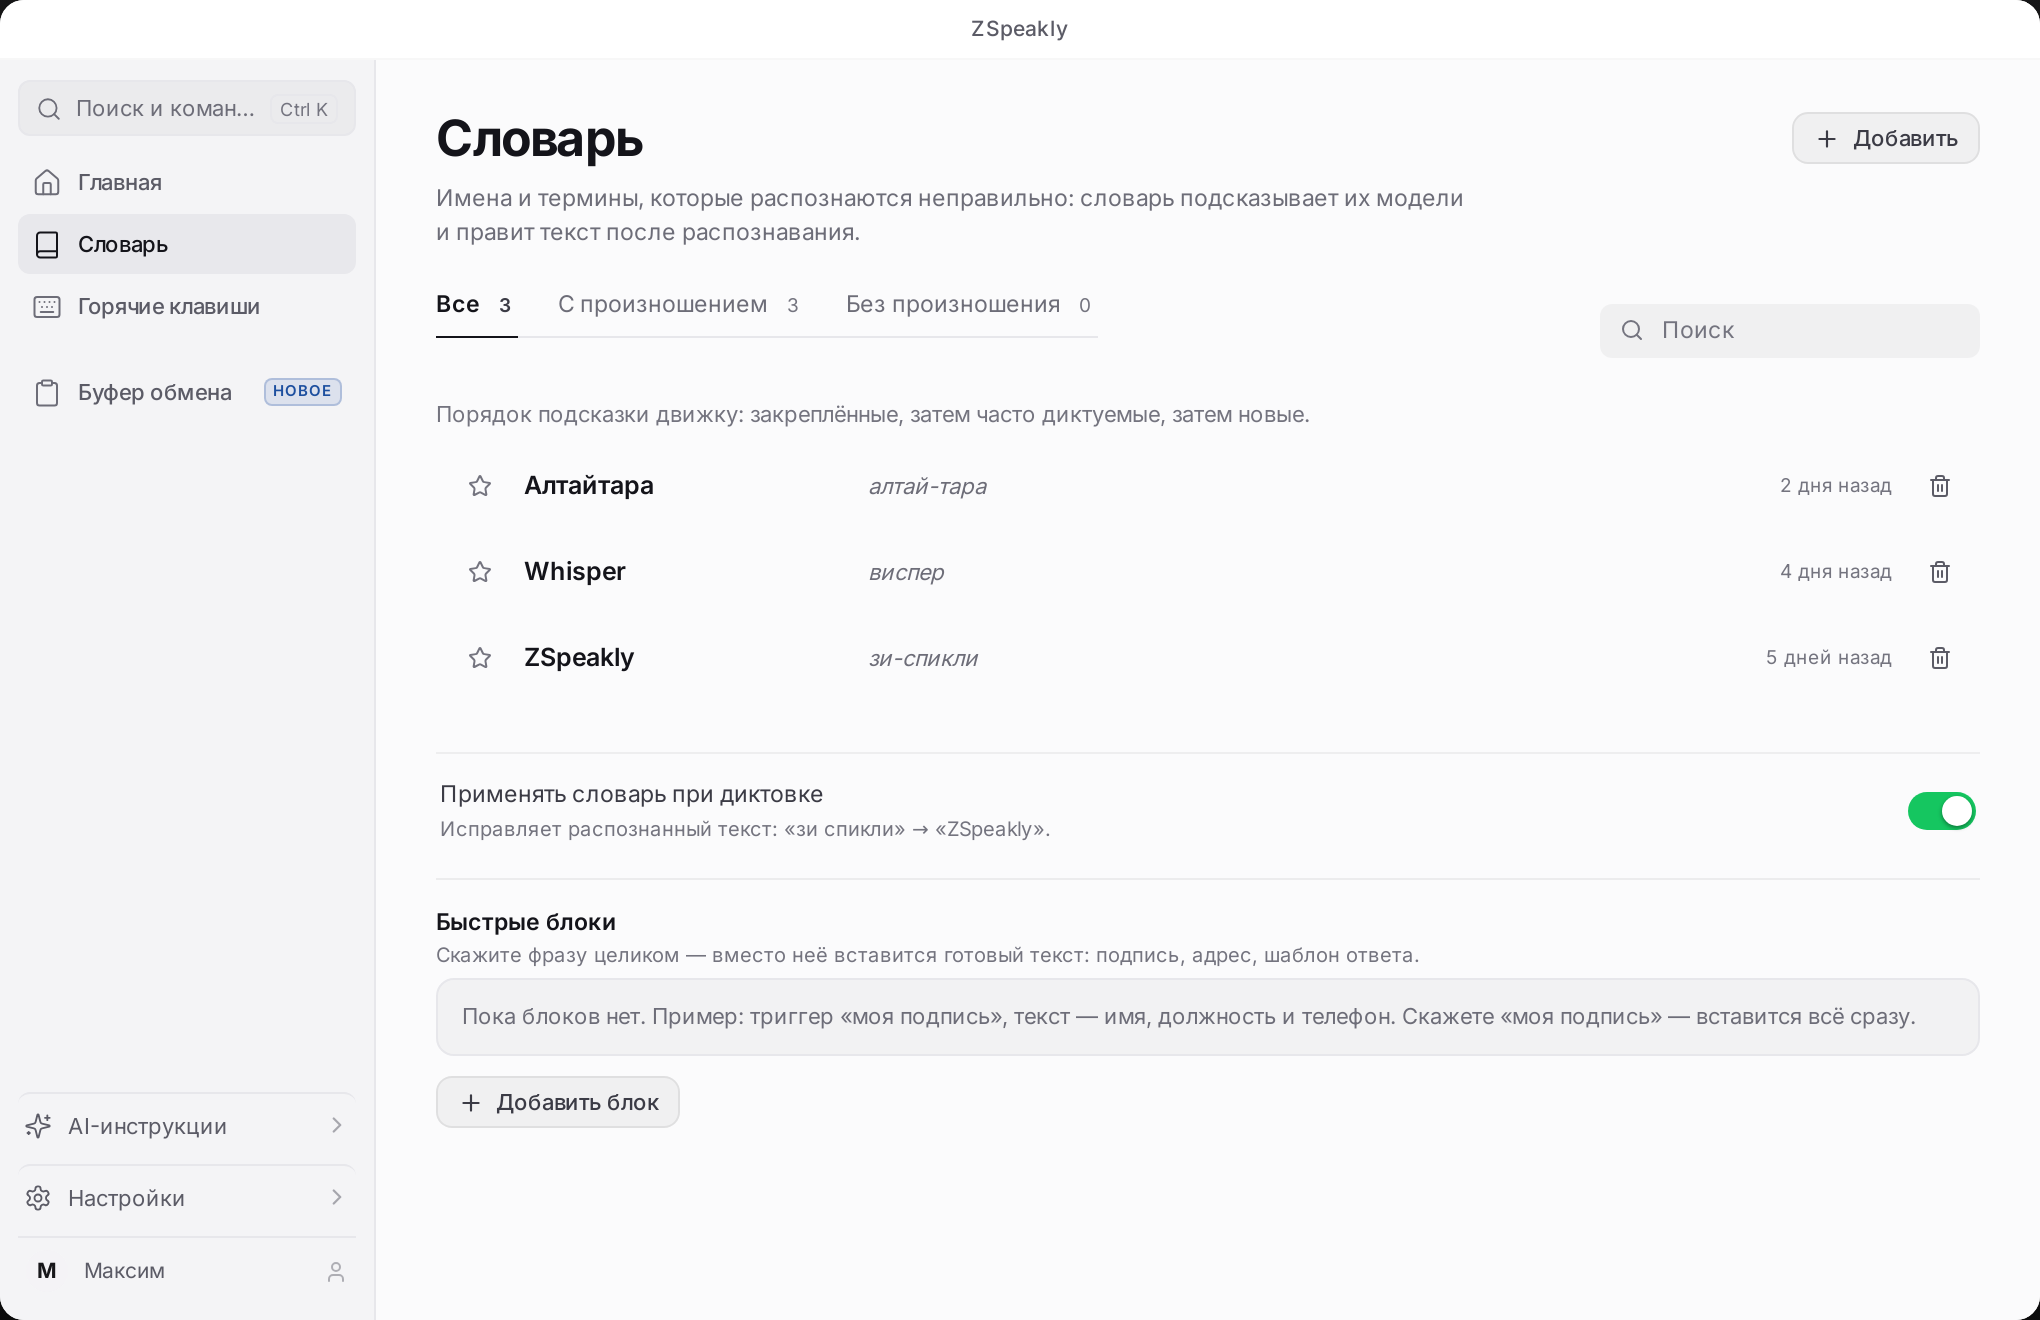 ZSpeakly
Поиск и коман... Ctrl K
Главная
Словарь
Горячие клавиши
Буфер обмена НОВОЕ
AI-инструкции
Настройки
M Максим
Словарь
Добавить
Имена и термины, которые распознаются неправильно: словарь подсказывает их модели
и правит текст после распознавания.
Все 3 С произношением 3 Без произношения 0
Поиск
Порядок подсказки движку: закреплённые, затем часто диктуемые, затем новые.
Алтайтара алтай-тара 2 дня назад
Whisper виспер 4 дня назад
ZSpeakly зи-спикли 5 дней назад
Применять словарь при диктовке
Исправляет распознанный текст: «зи спикли» → «ZSpeakly».
Быстрые блоки
Скажите фразу целиком — вместо неё вставится готовый текст: подпись, адрес, шаблон ответа.
Пока блоков нет. Пример: триггер «моя подпись», текст — имя, должность и телефон. Скажете «моя подпись» — вставится всё сразу.
Добавить блок